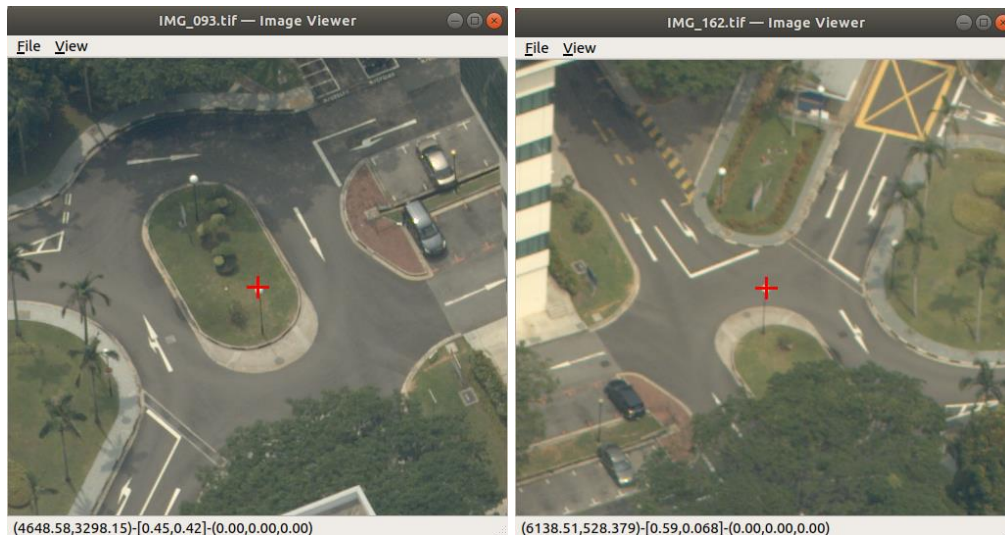 IMG_093.tif — Image Viewer
File View
(4648.58,3298.15)-[0.45,0.42]-(0.00,0.00,0.00)
IMG_162.tif — Image Viewer
File View
(6138.51,528.379)-[0.59,0.068]-(0.00,0.00,0.00)